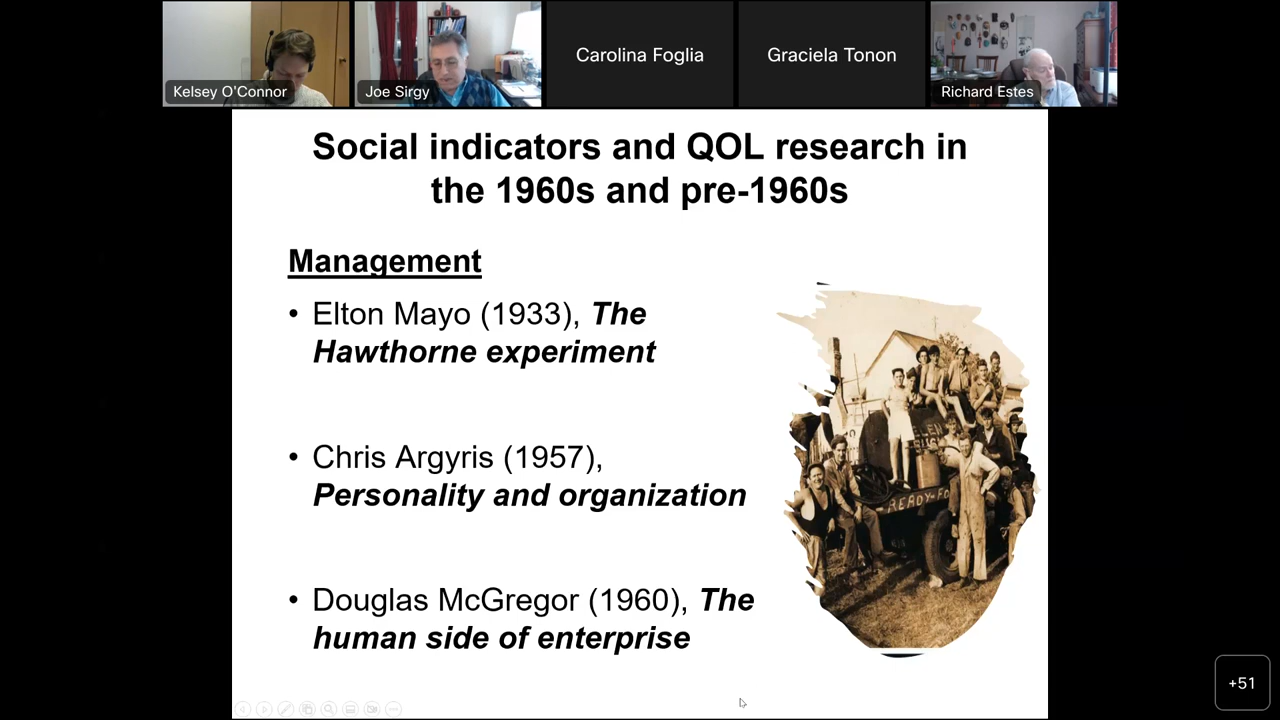 Kelsey O'Connor
Joe Sirgy
Carolina Foglia
Graciela Tonon
Richard Estes
Social indicators and QOL research in
the 1960s and pre-1960s
Management
• Elton Mayo (1933), The
Hawthorne experiment
• Chris Argyris (1957),
Personality and organization
• Douglas McGregor (1960), The
human side of enterprise
READY-FO
+51